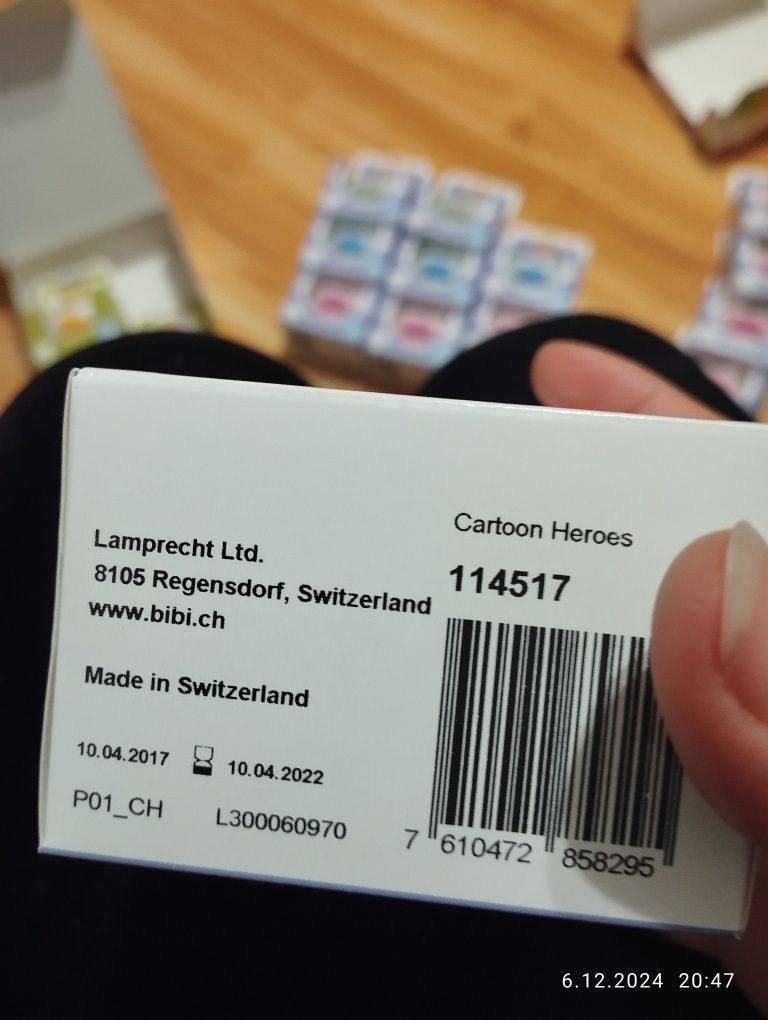 Cartoon Heroes
114517
Lamprecht Ltd.
8105 Regensdorf, Switzerland
www.bibi.ch
Made in Switzerland
10.04.2017 10.04.2022
P01_CH L300060970
7 610472 858295
6.12.2024 20:47